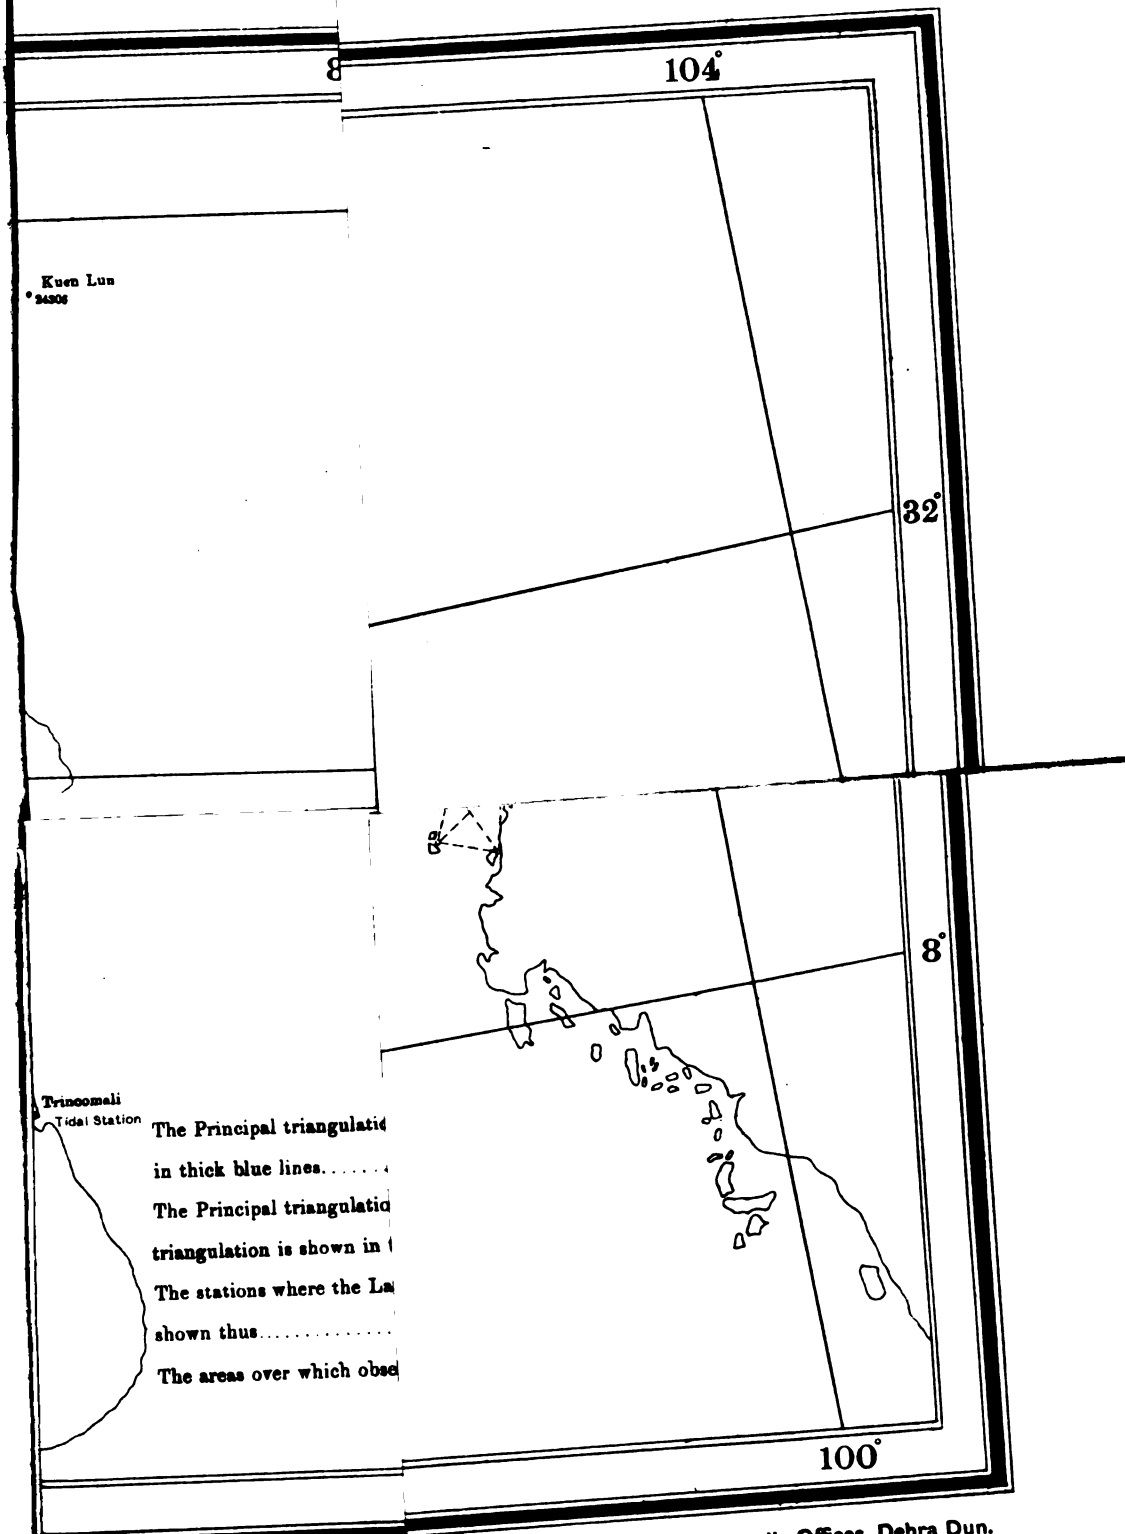 8
104°
Kuen Lun
32°
8°
Trincomali
Tidal Station
The Principal triangulatio
in thick blue lines.......
The Principal triangulatio
triangulation is shown in t
The stations where the La
shown thus..............
The areas over which obse
100°
Offices, Debra Dun.